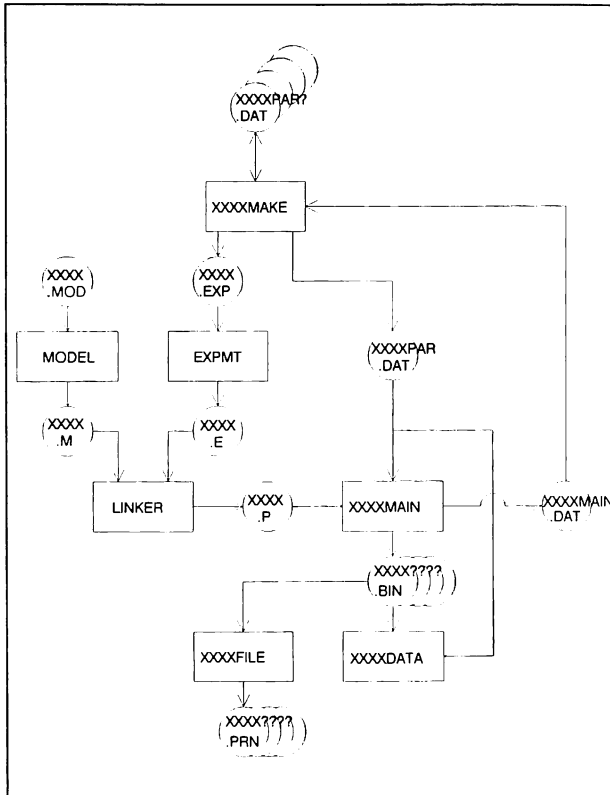 XXXXPAR?
.DAT
XXXXMAKE
XXXX
.MOD
XXXX
.EXP
MODEL
EXPMT
XXXXPAR
.DAT
XXXX
.M
XXXX
.E
LINKER
XXXX
.P
XXXXMAIN
XXXXMAIN
.DAT
XXXX????
.BIN
XXXXFILE
XXXXDATA
XXXX????
.PRN